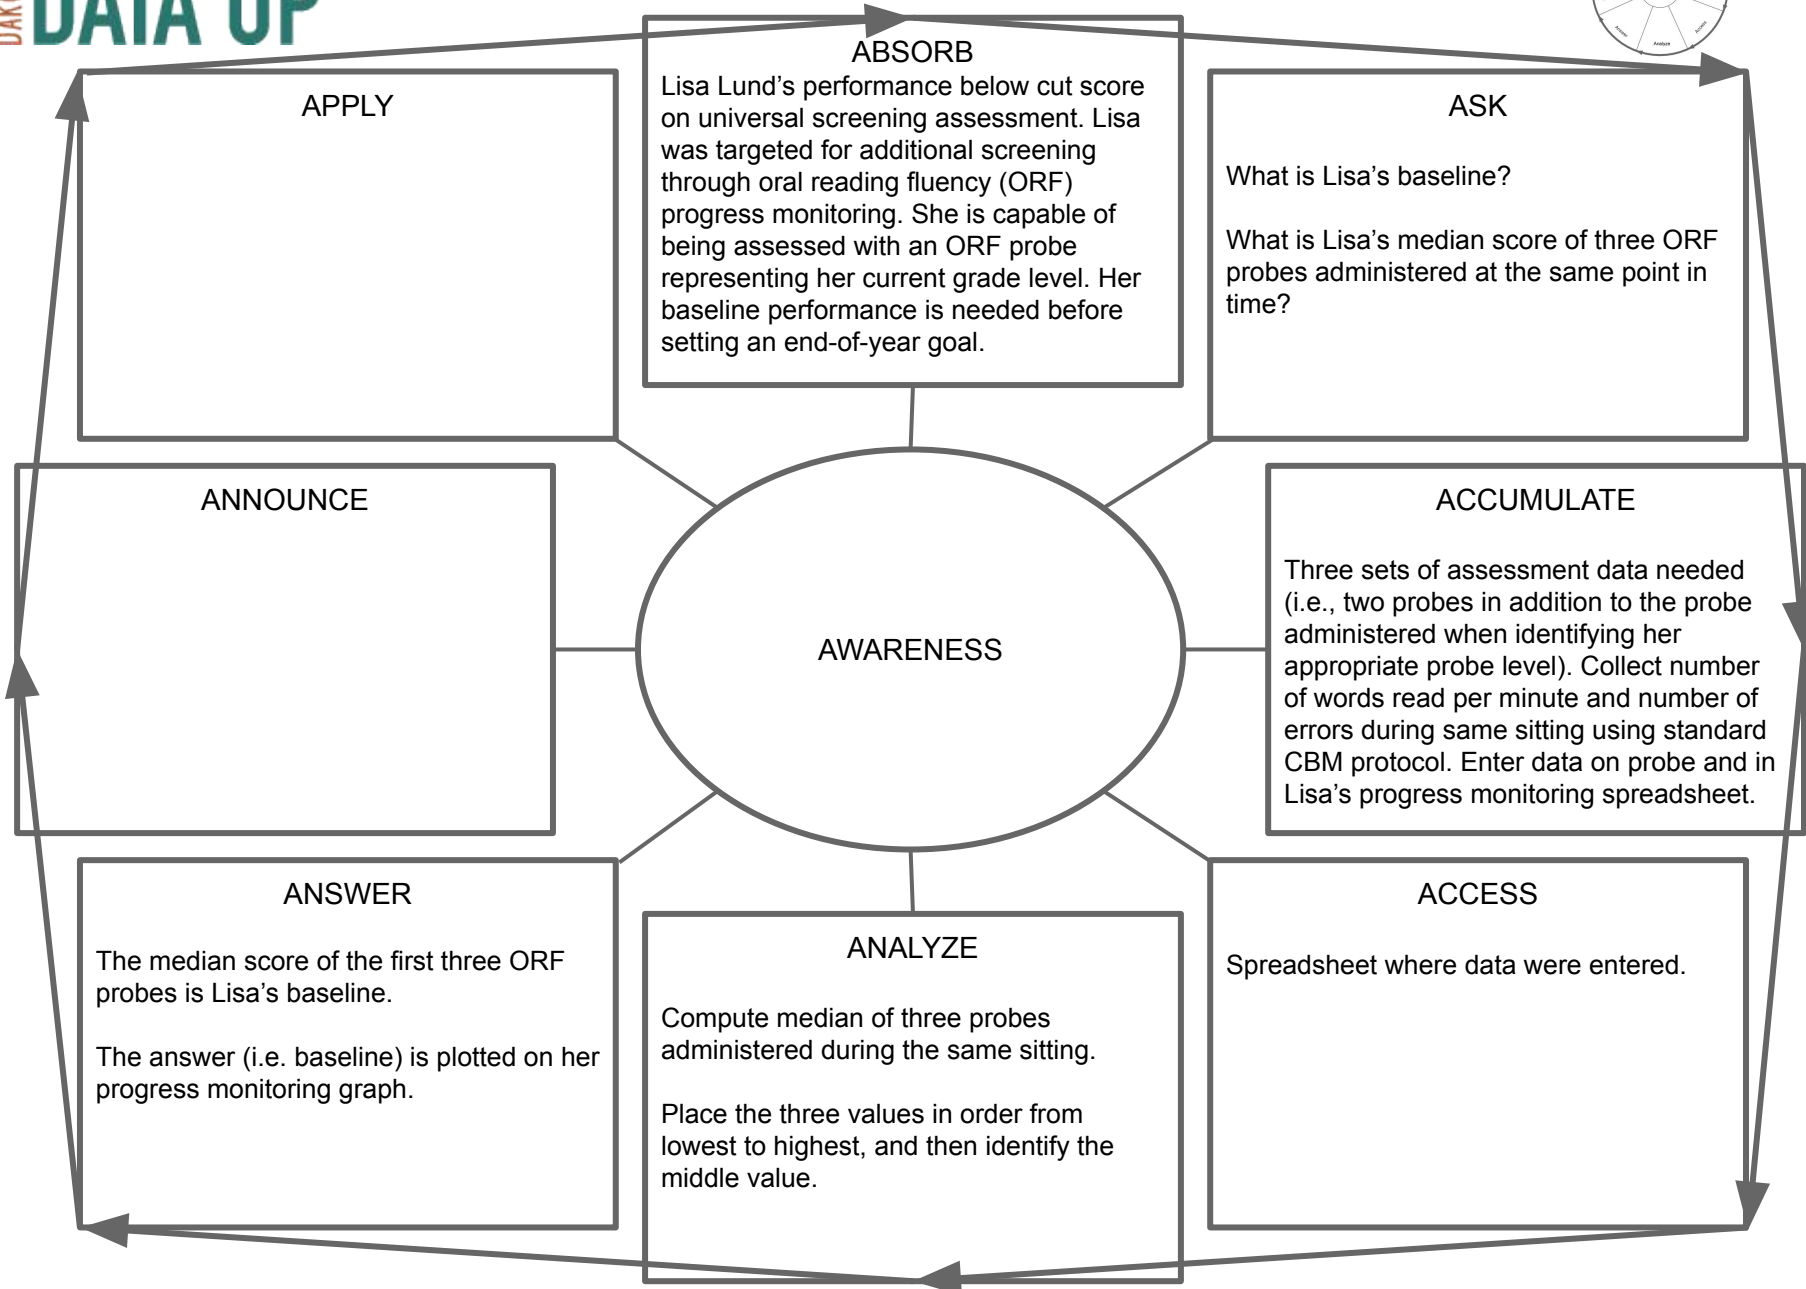 DATA UP
Analyze
ABSORB
Lisa Lund’s performance below cut score
on universal screening assessment. Lisa
was targeted for additional screening
through oral reading fluency (ORF)
progress monitoring. She is capable of
being assessed with an ORF probe
representing her current grade level. Her
baseline performance is needed before
setting an end-of-year goal.
ASK
What is Lisa’s baseline?
What is Lisa’s median score of three ORF
probes administered at the same point in
time?
ACCUMULATE
Three sets of assessment data needed
(i.e., two probes in addition to the probe
administered when identifying her
appropriate probe level). Collect number
of words read per minute and number of
errors during same sitting using standard
CBM protocol. Enter data on probe and in
Lisa’s progress monitoring spreadsheet.
ACCESS
Spreadsheet where data were entered.
ANALYZE
Compute median of three probes
administered during the same sitting.
Place the three values in order from
lowest to highest, and then identify the
middle value.
ANSWER
The median score of the first three ORF
probes is Lisa’s baseline.
The answer (i.e. baseline) is plotted on her
progress monitoring graph.
ANNOUNCE
APPLY
AWARENESS